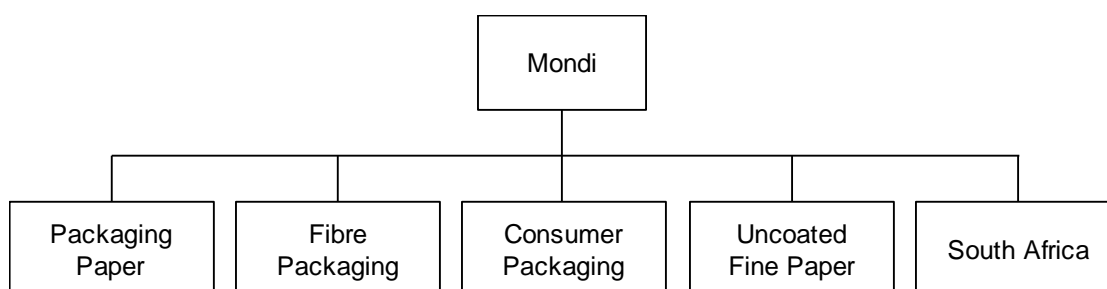 Mondi
Packaging
Paper
Fibre
Packaging
Consumer
Packaging
Uncoated
Fine Paper
South Africa